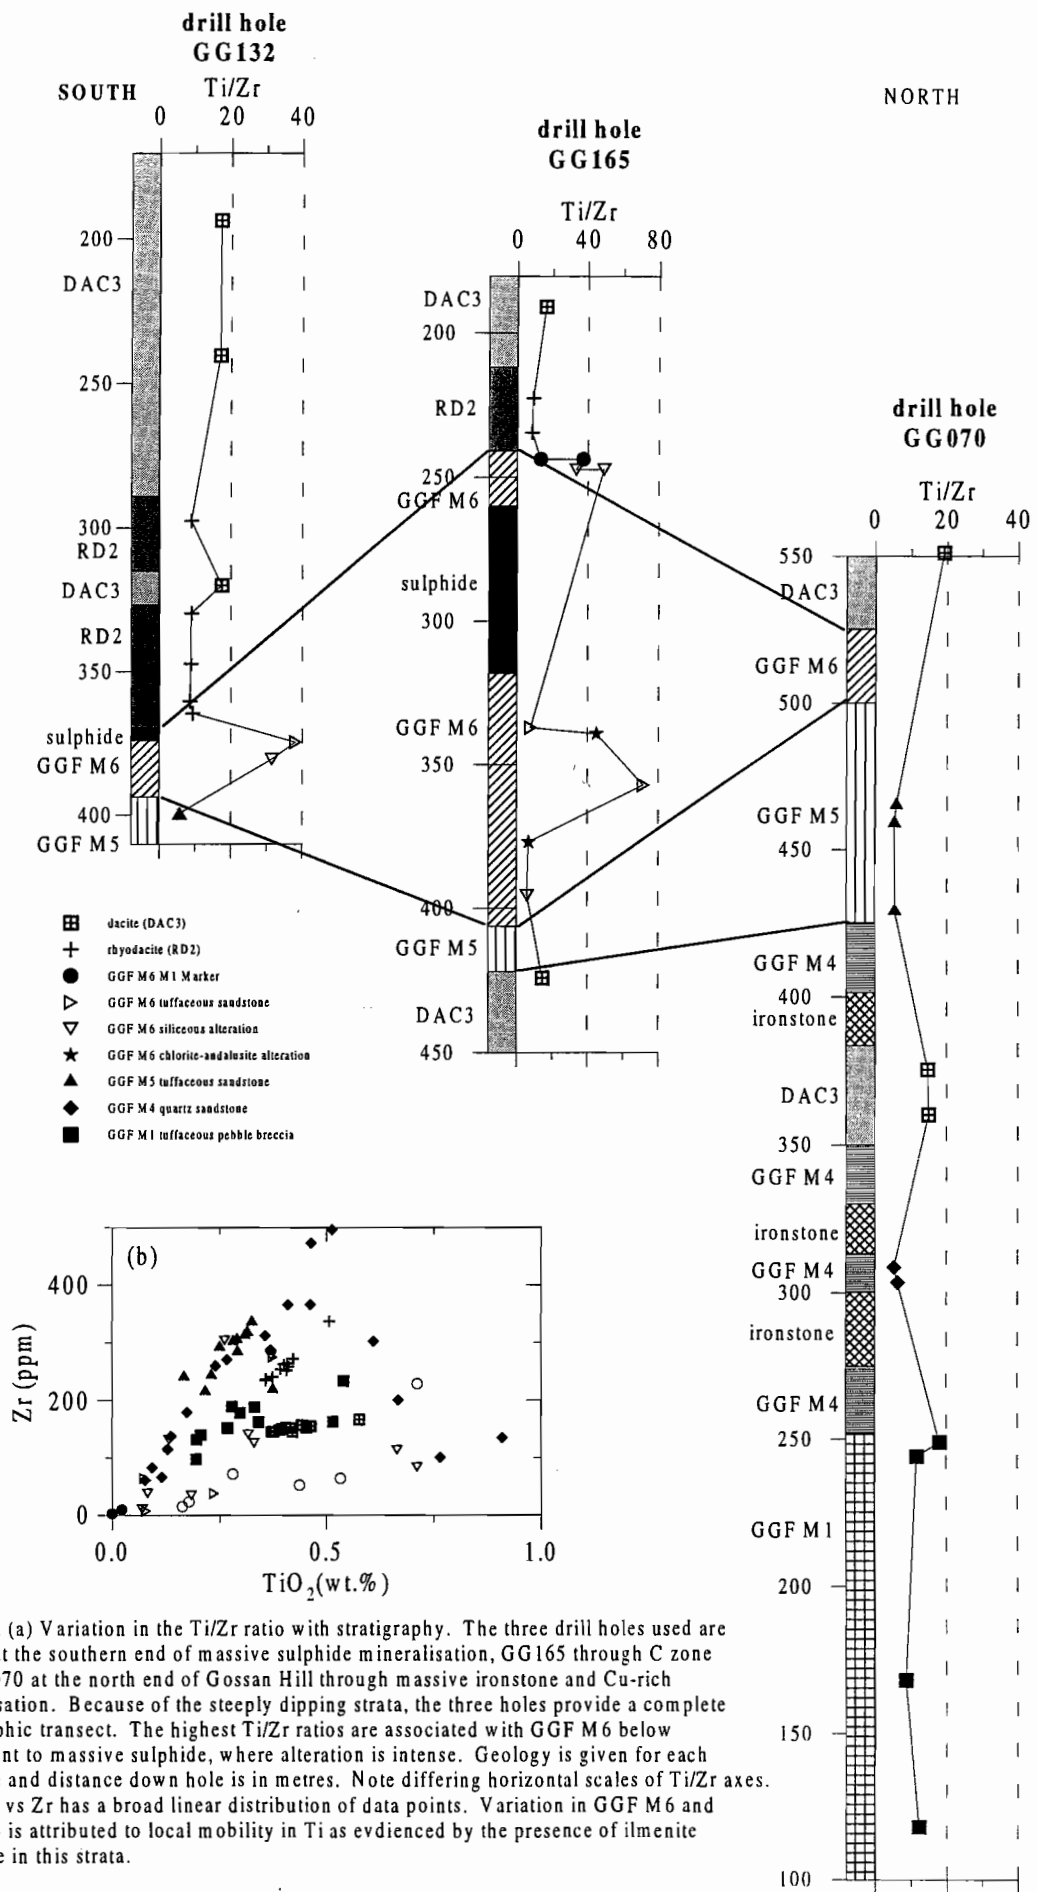 drill hole
GG132
SOUTH
Ti/Zr
0 20 40
200
DAC3
250
300
RD2
DAC3
RD2
350
sulphide
GGF M6
400
GGF M5
drill hole
GG165
Ti/Zr
0 40 80
DAC3
200
RD2
250
GGF M6
sulphide
300
GGF M6
350
400
GGF M5
DAC3
450
NORTH
drill hole
GG070
Ti/Zr
0 20 40
550
DAC3
GGF M6
500
GGF M5
450
GGF M4
400
ironstone
DAC3
350
GGF M4
ironstone
GGF M4
300
ironstone
GGF M4
250
GGF M1
200
150
100
dacite (DAC3)
rhyodacite (RD2)
GGF M6 M1 Marker
GGF M6 tuffaceous sandstone
GGF M6 siliceous alteration
GGF M6 chlorite-andalusite alteration
GGF M5 tuffaceous sandstone
GGF M4 quartz sandstone
GGF M1 tuffaceous pebble breccia
(b)
Zr (ppm)
400
200
0
0.0 0.5 1.0
TiO2(wt.%)
(a) Variation in the Ti/Zr ratio with stratigraphy. The three drill holes used are
t the southern end of massive sulphide mineralisation, GG165 through C zone
70 at the north end of Gossan Hill through massive ironstone and Cu-rich
sation. Because of the steeply dipping strata, the three holes provide a complete
phic transect. The highest Ti/Zr ratios are associated with GGF M6 below
nt to massive sulphide, where alteration is intense. Geology is given for each
and distance down hole is in metres. Note differing horizontal scales of Ti/Zr axes.
vs Zr has a broad linear distribution of data points. Variation in GGF M6 and
is attributed to local mobility in Ti as evdienced by the presence of ilmenite
e in this strata.